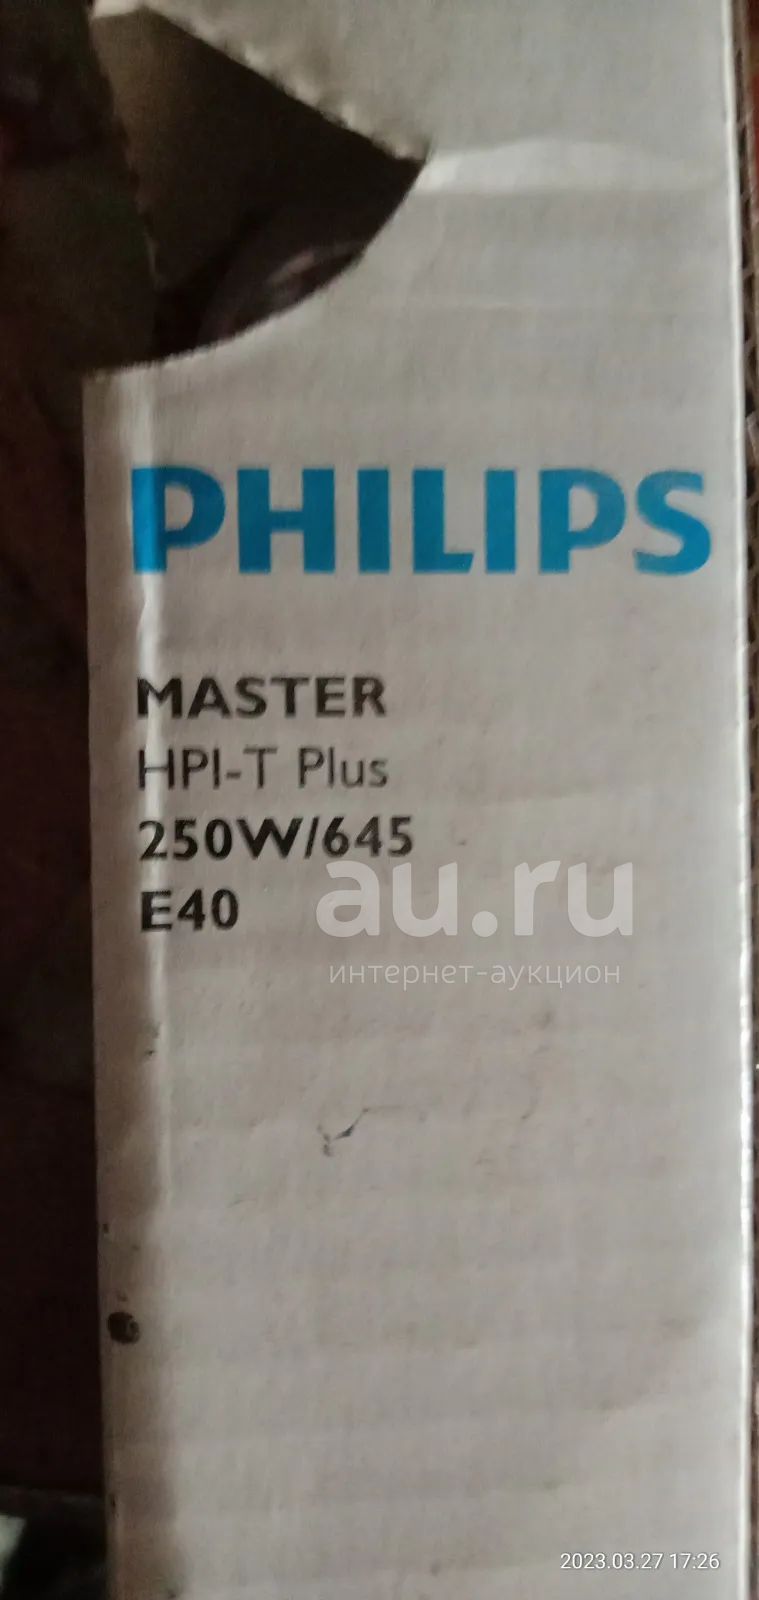 PHILIPS
MASTER
HPI-T Plus
250W/645
E40
au.ru
интернет-аукцион
2023.03.27 17:26